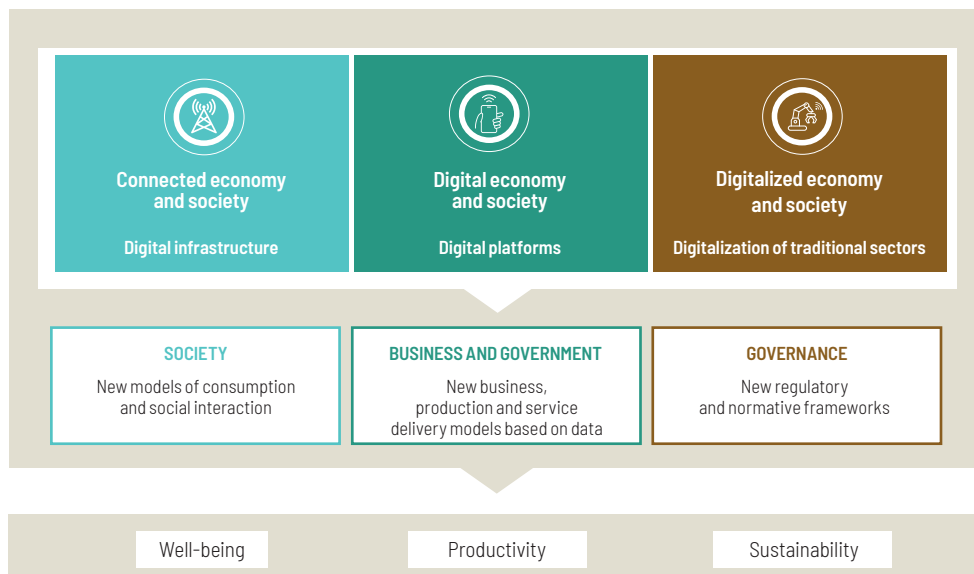 Connected economy
and society
Digital infrastructure
Digital economy
and society
Digital platforms
Digitalized economy
and society
Digitalization of traditional sectors
SOCIETY
New models of consumption
and social interaction
BUSINESS AND GOVERNMENT
New business,
production and service
delivery models based on data
GOVERNANCE
New regulatory
and normative frameworks
Well-being
Productivity
Sustainability